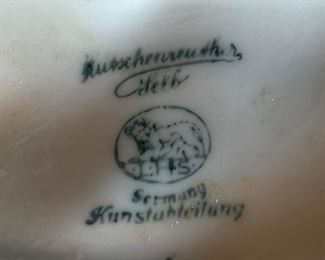 Hutschenreuther
Selb
Germany
Kunstabteilung